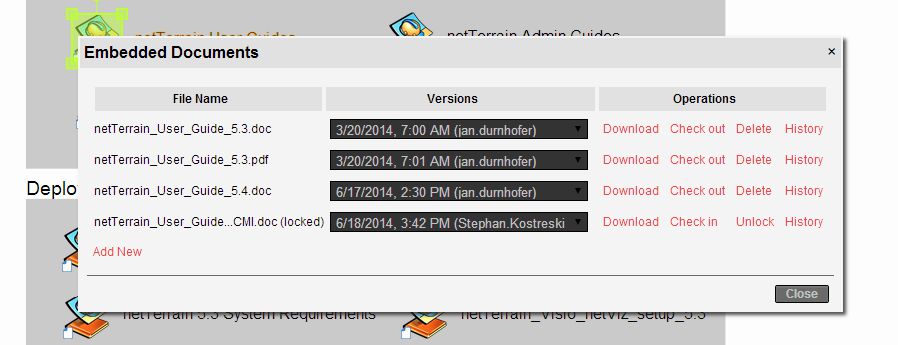 netTerrain User Guides
netTerrain Admin Guides
Embedded Documents ×
File Name Versions Operations
netTerrain_User_Guide_5.3.doc 3/20/2014, 7:00 AM (jan.durnhofer) Download Check out Delete History
netTerrain_User_Guide_5.3.pdf 3/20/2014, 7:01 AM (jan.durnhofer) Download Check out Delete History
netTerrain_User_Guide_5.4.doc 6/17/2014, 2:30 PM (jan.durnhofer) Download Check out Delete History
netTerrain_User_Guide...CMI.doc (locked) 6/18/2014, 3:42 PM (Stephan.Kostreski Download Check in Unlock History
Add New
Close
Deplo
netTerrain 5.3 System Requirements
netTerrain_Visio_netViz_setup_5.3